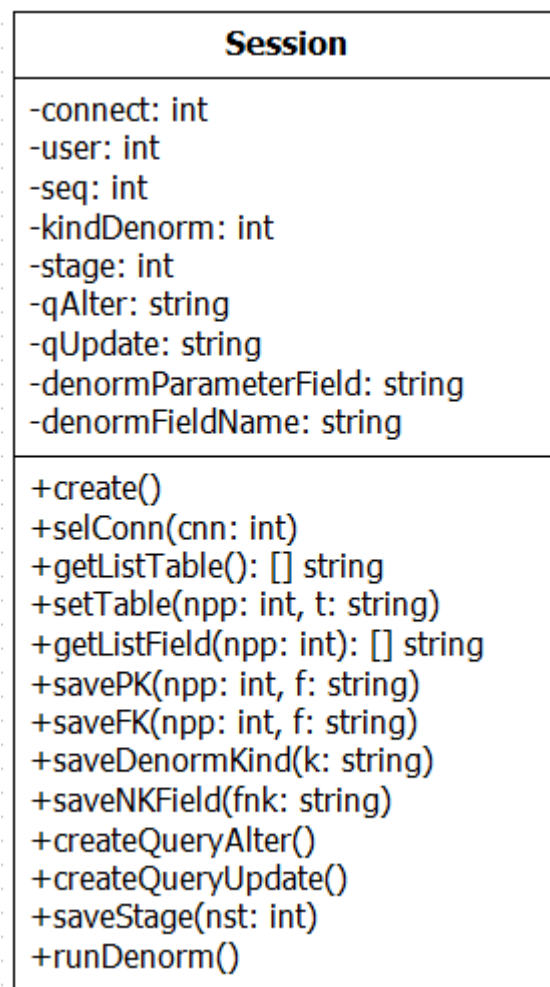 Session
-connect: int
-user: int
-seq: int
-kindDenorm: int
-stage: int
-qAlter: string
-qUpdate: string
-denormParameterField: string
-denormFieldName: string
+create()
+selConn(cnn: int)
+getListTable(): [] string
+setTable(npp: int, t: string)
+getListField(npp: int): [] string
+savePK(npp: int, f: string)
+saveFK(npp: int, f: string)
+saveDenormKind(k: string)
+saveNKField(fnk: string)
+createQueryAlter()
+createQueryUpdate()
+saveStage(nst: int)
+runDenorm()